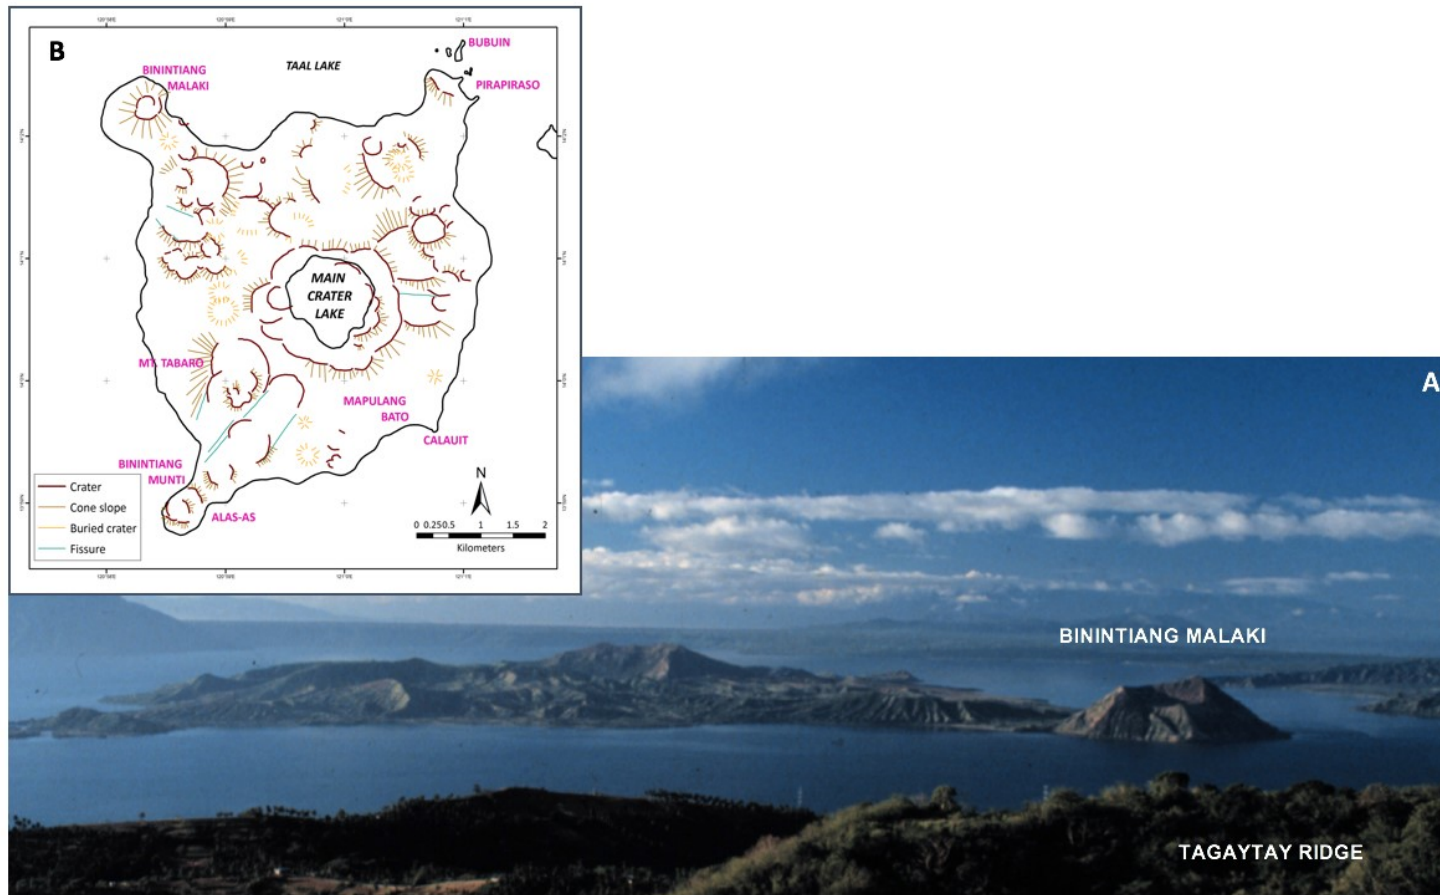 B
TAAL LAKE
BUBUIN
BININTIANG
MALAKI
PIRAPIRASO
MAIN
CRATER
LAKE
MT. TABARO
MAPULANG
BATO
CALAUIT
BININTIANG
MUNTI
ALAS-AS
Crater
Cone slope
Buried crater
Fissure
N
0 0.25 0.5 1 1.5 2
Kilometers
A
BININTIANG MALAKI
TAGAYTAY RIDGE